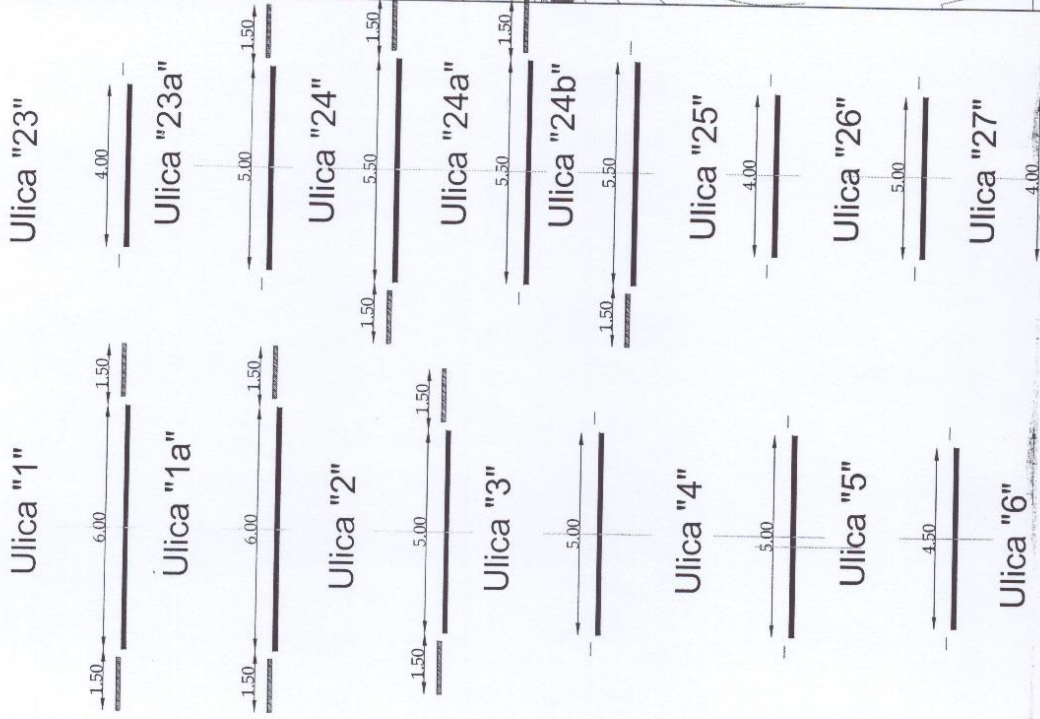 Ulica "1"
1.50 6.00 1.50
Ulica "1a"
1.50 6.00 1.50
Ulica "2"
1.50 5.00 1.50
Ulica "3"
5.00
Ulica "4"
5.00
Ulica "5"
4.50
Ulica "6"
Ulica "23"
4.00
Ulica "23a"
5.00 1.50
Ulica "24"
1.50 5.50 1.50
Ulica "24a"
5.50 1.50
Ulica "24b"
1.50 5.50
Ulica "25"
4.00
Ulica "26"
5.00
Ulica "27"
4.00